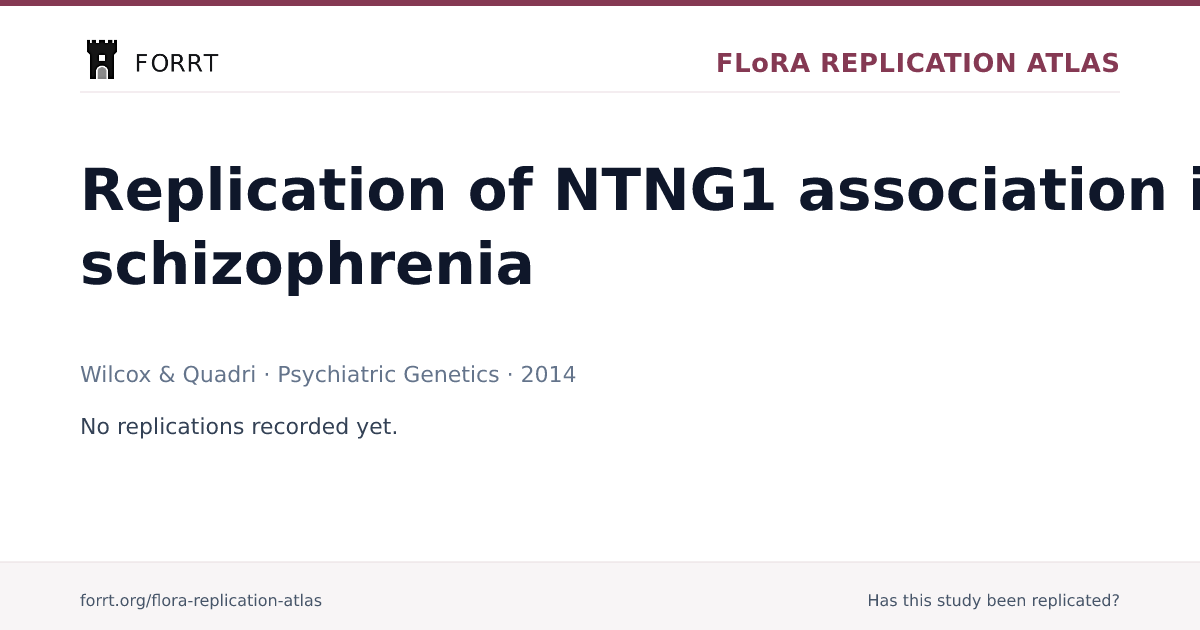 FORRT
FLoRA REPLICATION ATLAS
Replication of NTNG1 association i
schizophrenia
Wilcox & Quadri · Psychiatric Genetics · 2014
No replications recorded yet.
forrt.org/flora-replication-atlas
Has this study been replicated?